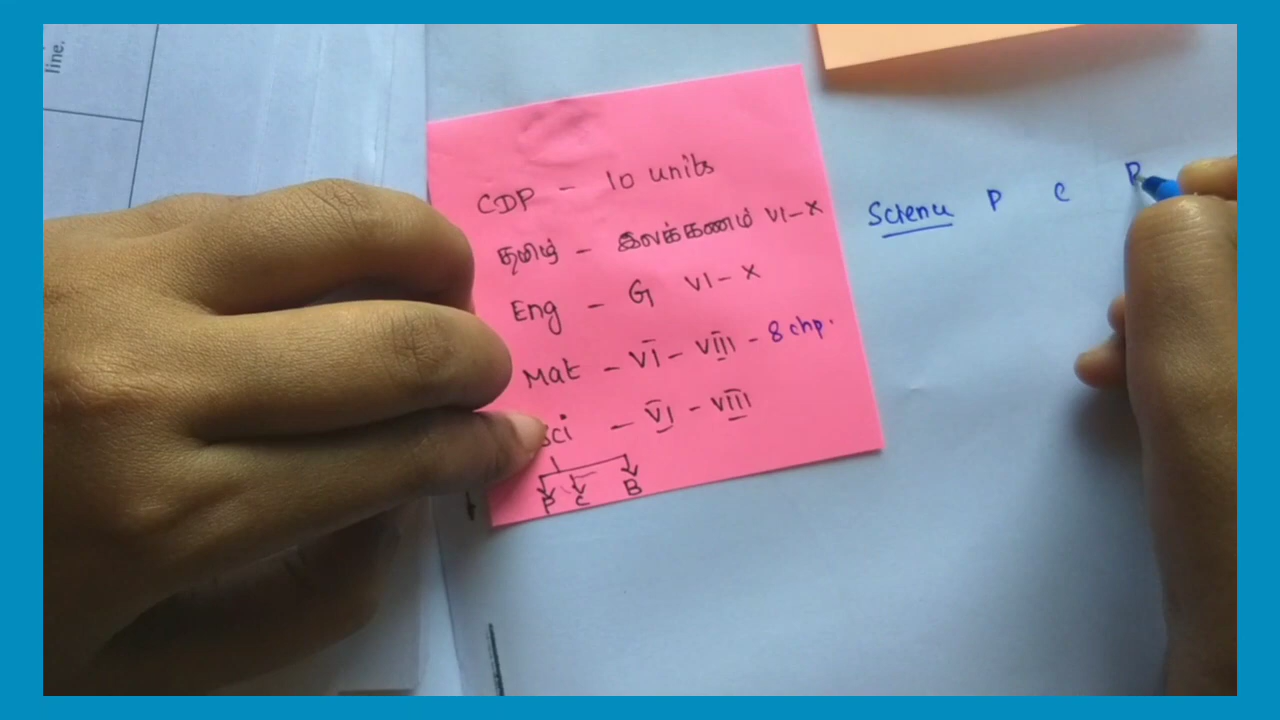 line.
CDP - 10 units
தமிழ் - இலக்கணம் VI-X
Eng - G VI-X
Mat - VI - VIII - 8 chp.
Sci - VI - VIII
P C B
Science P C